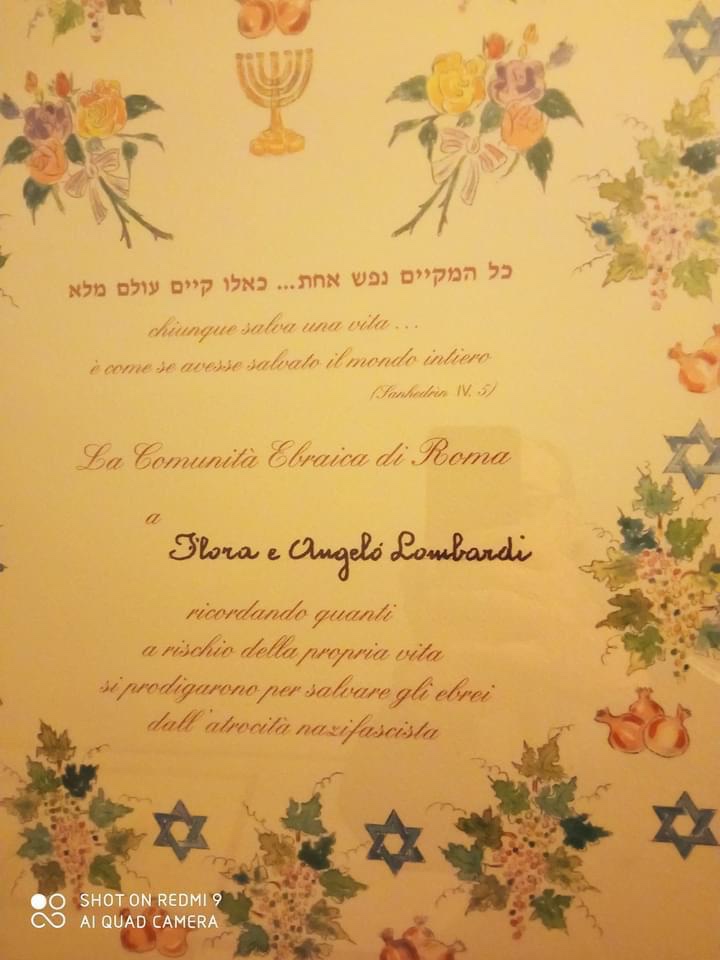 כל המקיים נפש אחת... כאלו קיים עולם מלא
chiunque salva una vita ...
è come se avesse salvato il mondo intiero
(Sanhedrin IV, 5)
La Comunità Ebraica di Roma
a
Flora e Angelo Lombardi
ricordando quanti
a rischio della propria vita
si prodigarono per salvare gli ebrei
dall'atrocità nazifascista
SHOT ON REDMI 9
AI QUAD CAMERA